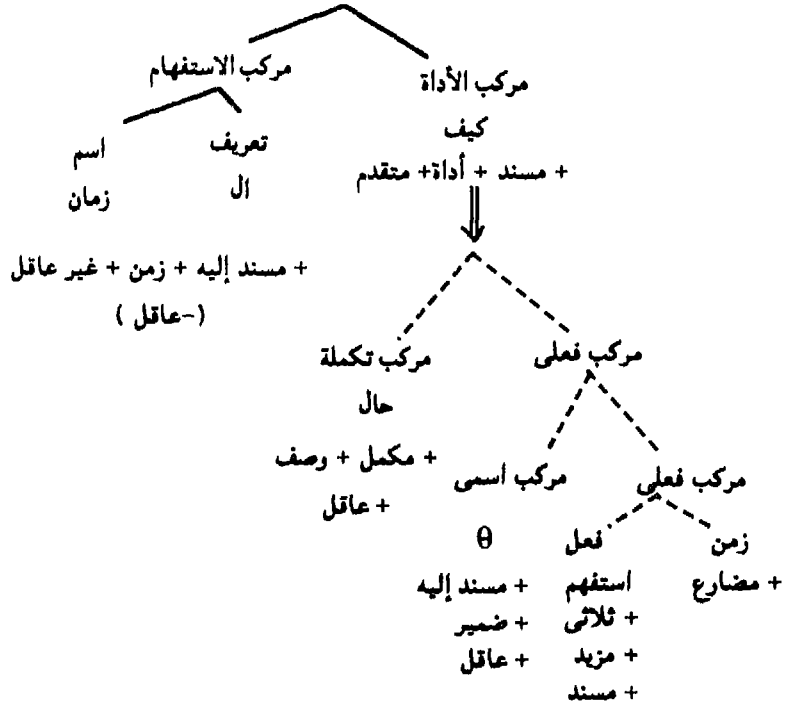 مركب الأداة
مركب الاستفهام
كيف
+ مسند + أداة + متقدم
تعريف
اسم
ال
زمان
+ مسند إليه + زمن + غير عاقل
(-عاقل)
مركب فعلى
مركب تكملة
حال
+ مكمل + وصف
+ عاقل
مركب فعلى
مركب اسمى
زمن
فعل
θ
+ مضارع
استفهم
+ مسند إليه
+ ثلاثى
+ ضمير
+ مزيد
+ عاقل
+ مسند